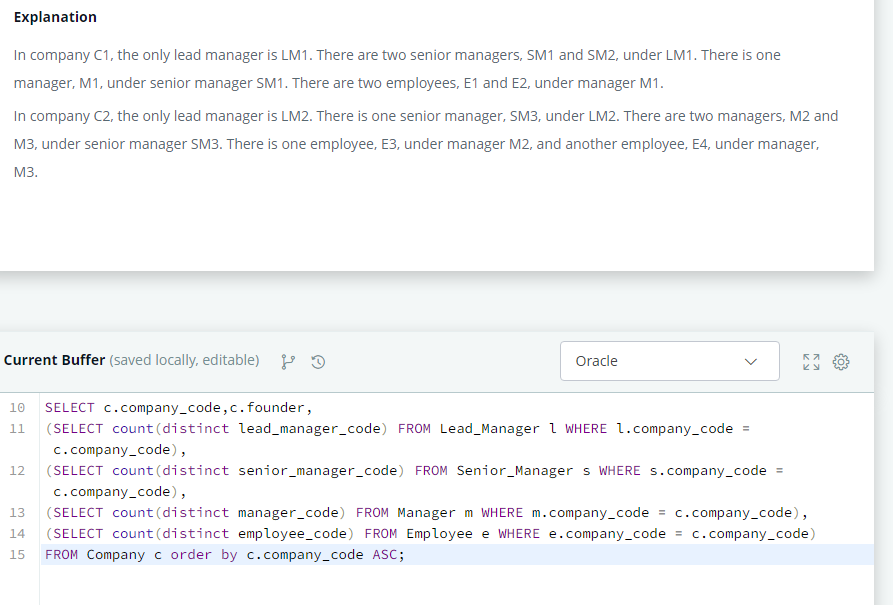 Explanation
In company C1, the only lead manager is LM1. There are two senior managers, SM1 and SM2, under LM1. There is one
manager, M1, under senior manager SM1. There are two employees, E1 and E2, under manager M1.
In company C2, the only lead manager is LM2. There is one senior manager, SM3, under LM2. There are two managers, M2 and
M3, under senior manager SM3. There is one employee, E3, under manager M2, and another employee, E4, under manager,
M3.
Current Buffer (saved locally, editable)
Oracle
10 SELECT c.company_code,c.founder,
11 (SELECT count(distinct lead_manager_code) FROM Lead_Manager l WHERE l.company_code =
c.company_code),
12 (SELECT count(distinct senior_manager_code) FROM Senior_Manager s WHERE s.company_code =
c.company_code),
13 (SELECT count(distinct manager_code) FROM Manager m WHERE m.company_code = c.company_code),
14 (SELECT count(distinct employee_code) FROM Employee e WHERE e.company_code = c.company_code)
15 FROM Company c order by c.company_code ASC;